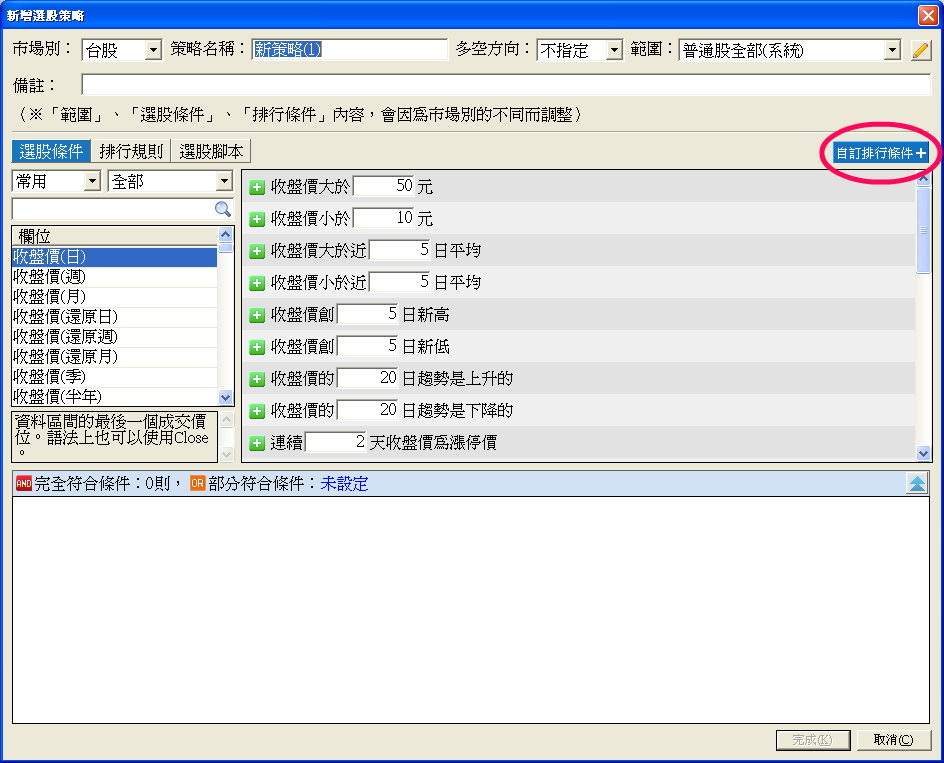 新增選股策略
市場別： 台股 策略名稱： 新策略(1) 多空方向： 不指定 範圍： 普通股全部(系統)
備註：
（※「範圍」、「選股條件」、「排行條件」內容，會因為市場別的不同而調整）
選股條件 排行規則 選股腳本 自訂排行條件＋
常用 全部
欄位
收盤價(日)
收盤價(週)
收盤價(月)
收盤價(還原日)
收盤價(還原週)
收盤價(還原月)
收盤價(季)
收盤價(半年)
資料區間的最後一個成交價
位。語法上也可以使用Close
。
收盤價大於 50 元
收盤價小於 10 元
收盤價大於近 5 日平均
收盤價小於近 5 日平均
收盤價創 5 日新高
收盤價創 5 日新低
收盤價的 20 日趨勢是上升的
收盤價的 20 日趨勢是下降的
連續 2 天收盤價為漲停價
AND 完全符合條件：0則， OR 部分符合條件：未設定
完成(K) 取消(C)